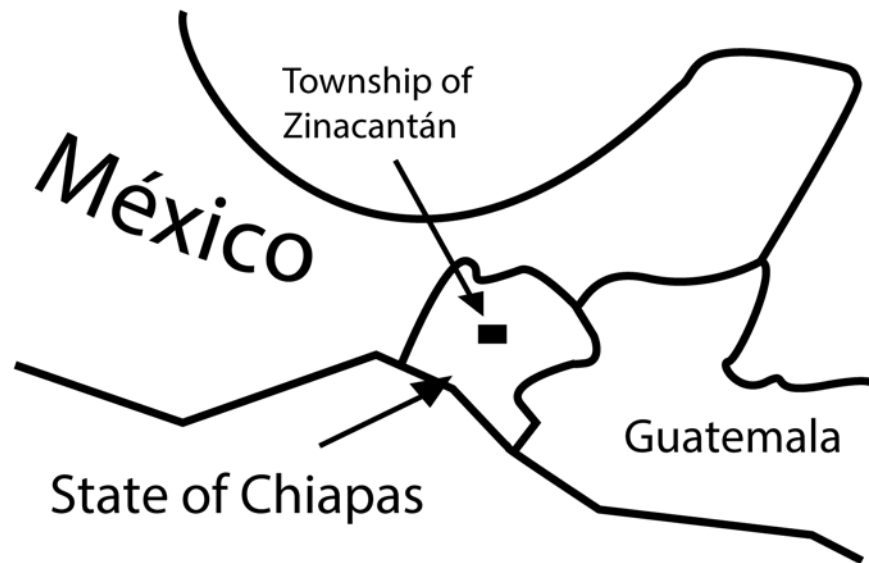 Township of
Zinacantán
México
State of Chiapas
Guatemala